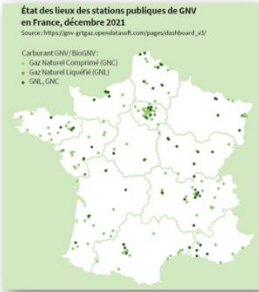 État des lieux des stations publiques de GNV
en France, décembre 2021
Source : https://gnv-grtgaz.opendatasoft.com/pages/dashboard_v3/
Carburant GNV/BioGNV :
Gaz Naturel Comprimé (GNC)
Gaz Naturel Liquéfié (GNL)
GNL, GNC